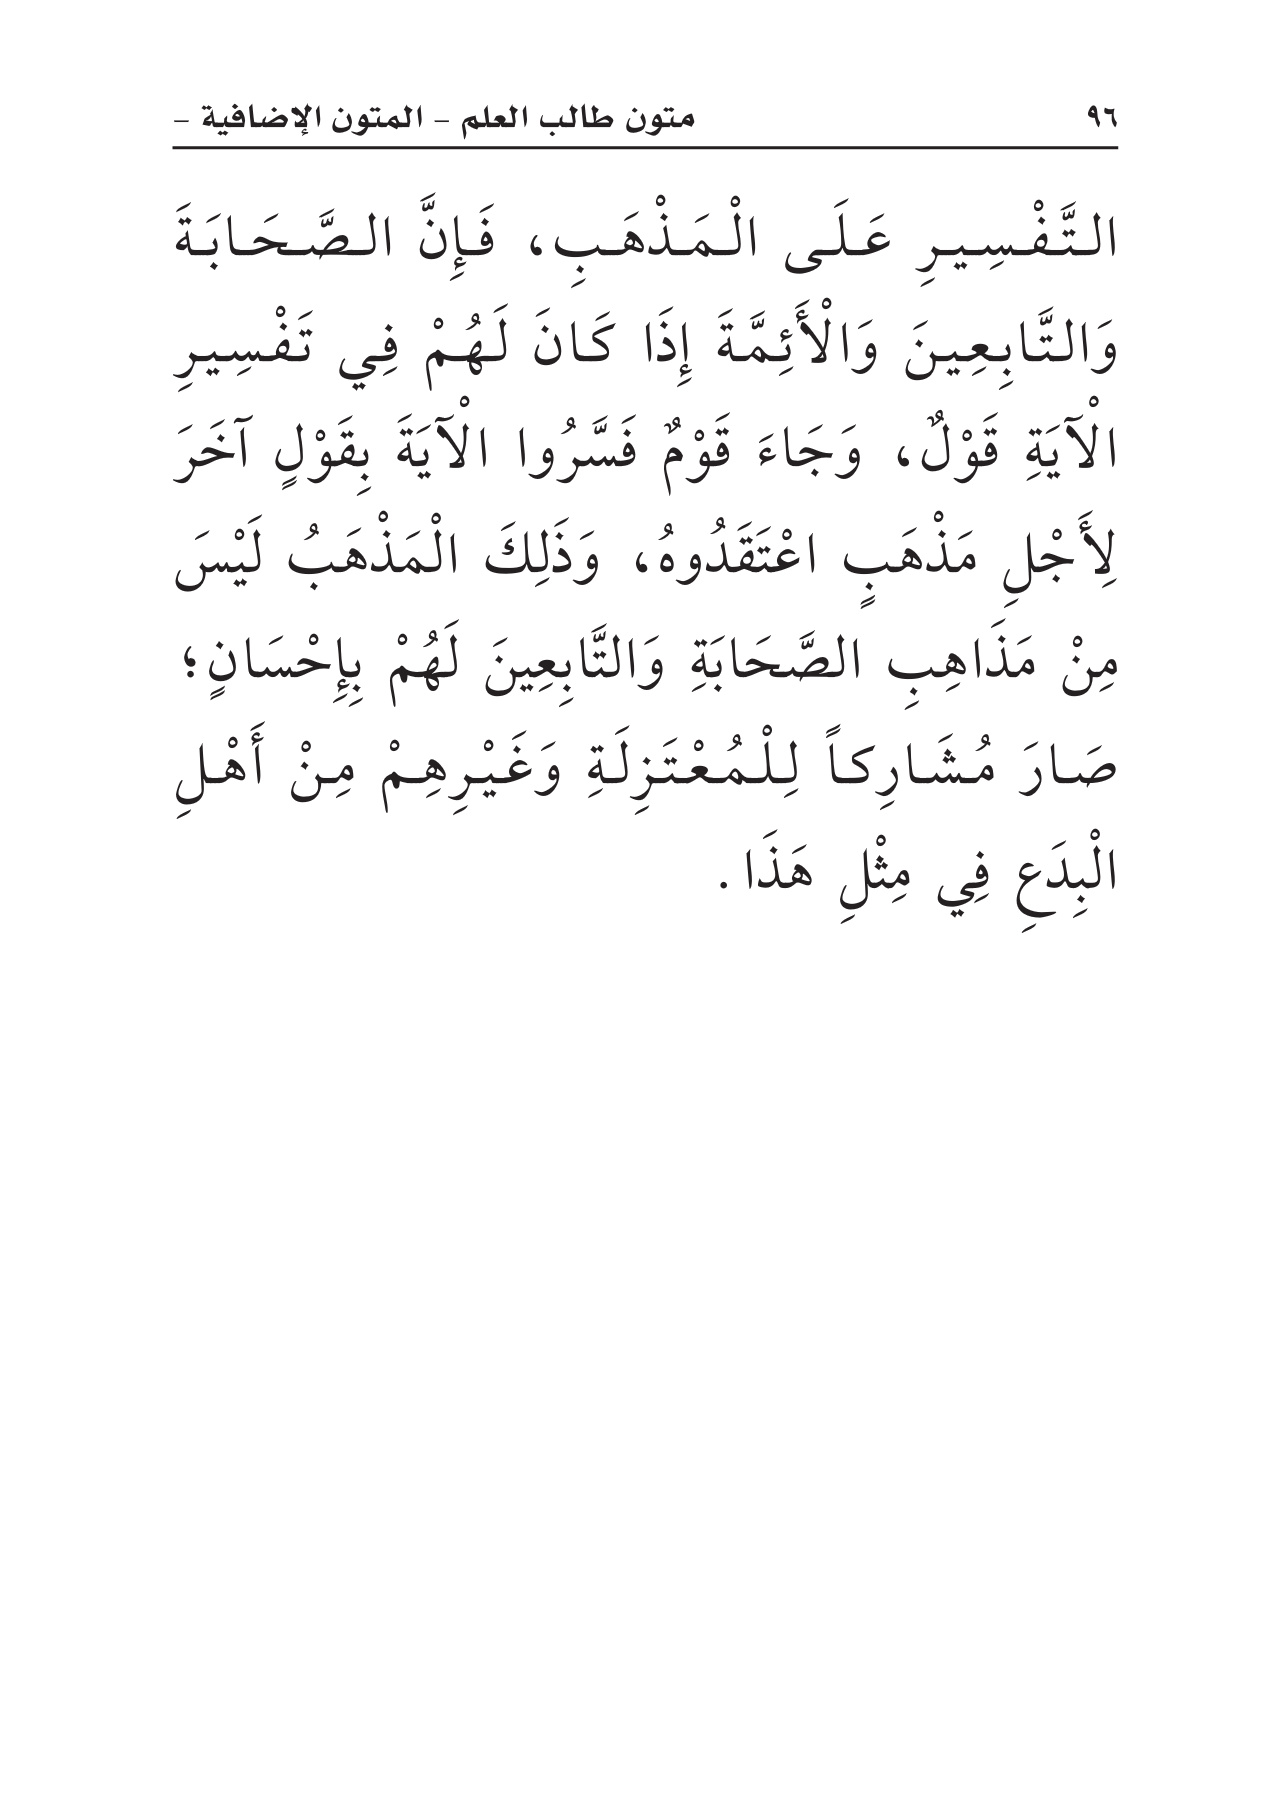 ٩٦ متون طالب العلم - المتون الإضافية -
التَّفْسِيرِ عَلَى الْمَذْهَبِ، فَإِنَّ الصَّحَابَةَ
وَالتَّابِعِينَ وَالْأَئِمَّةَ إِذَا كَانَ لَهُمْ فِي تَفْسِيرِ
الْآيَةِ قَوْلٌ، وَجَاءَ قَوْمٌ فَسَّرُوا الْآيَةَ بِقَوْلٍ آخَرَ
لِأَجْلِ مَذْهَبٍ اعْتَقَدُوهُ، وَذَلِكَ الْمَذْهَبُ لَيْسَ
مِنْ مَذَاهِبِ الصَّحَابَةِ وَالتَّابِعِينَ لَهُمْ بِإِحْسَانٍ؛
صَارَ مُشَارِكاً لِلْمُعْتَزِلَةِ وَغَيْرِهِمْ مِنْ أَهْلِ
الْبِدَعِ فِي مِثْلِ هَذَا.